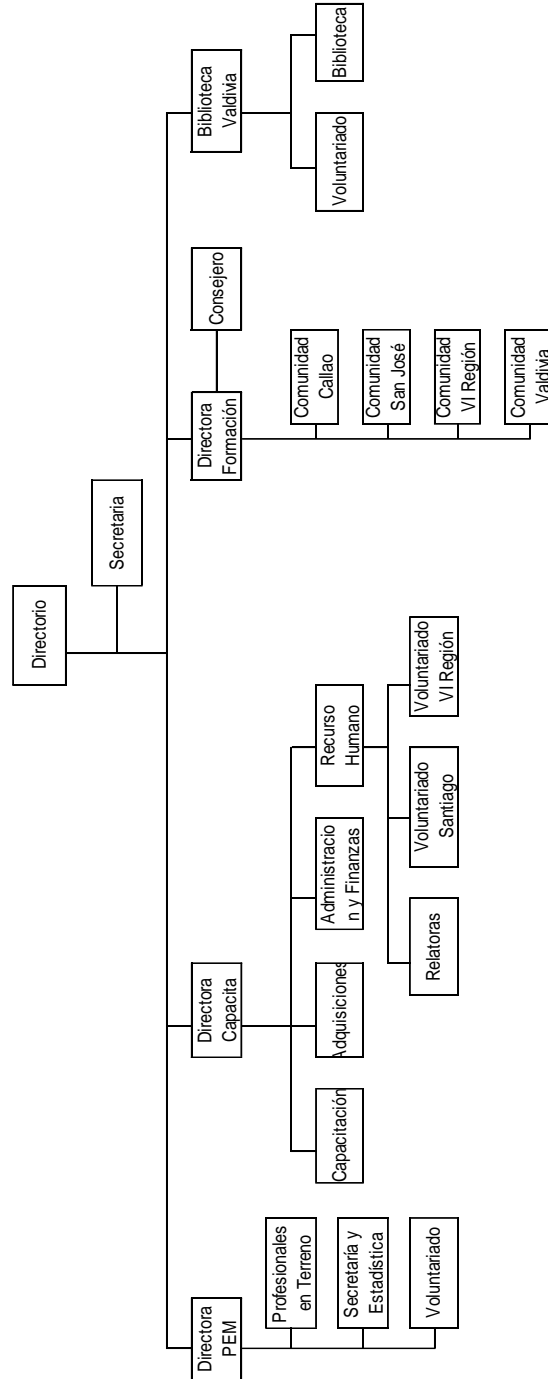 Directorio
Secretaria
Directora
PEM
Directora
Capacita
Directora
Formación
Consejero
Biblioteca
Valdivia
Profesionales
en Terreno
Secretaría y
Estadística
Voluntariado
Capacitación
Adquisiciones
Administracio
n y Finanzas
Recurso
Humano
Relatoras
Voluntariado
Santiago
Voluntariado
VI Región
Comunidad
Callao
Comunidad
San José
Comunidad
VI Región
Comunidad
Valdivia
Voluntariado
Biblioteca